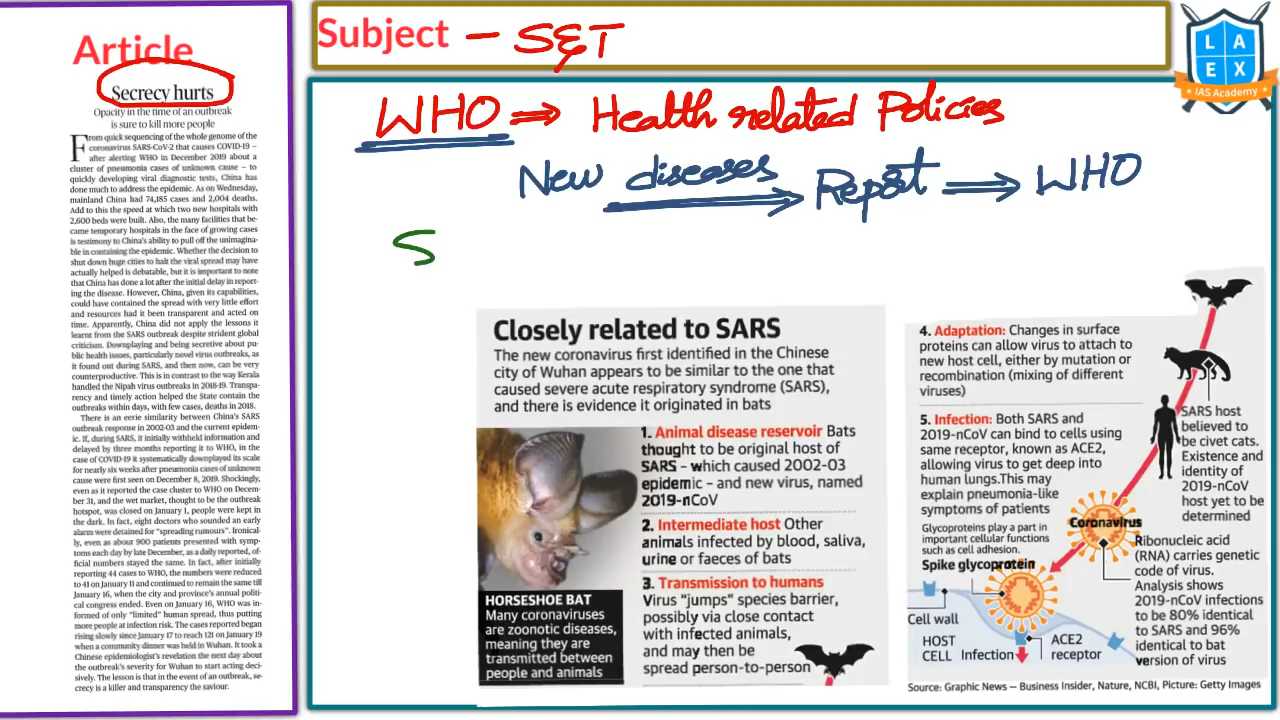 Article
Secrecy hurts
Opacity in the time of an outbreak
is sure to kill more people
From quick sequencing of the whole genome of the
coronavirus SARS-CoV-2 that causes COVID-19 –
after alerting WHO in December 2019 about a
cluster of pneumonia cases of unknown cause – to
quickly developing viral diagnostic tests, China has
done much to address the epidemic. As on Wednesday,
mainland China had 74,185 cases and 2,004 deaths.
Add to this the speed at which two new hospitals with
2,600 beds were built. Also, the many facilities that be-
came temporary hospitals in the face of growing cases
is testimony to China's ability to pull off the unimagina-
ble in containing the epidemic. Whether the decision to
shut down huge cities to halt the viral spread may have
actually helped is debatable, but it is important to note
that China has done a lot after the initial delay in report-
ing the disease. However, China, given its capabilities,
could have contained the spread with very little effort
and resources had it been transparent and acted on
time. Apparently, China did not apply the lessons it
learnt from the SARS outbreak despite strident global
criticism. Downplaying and being secretive about pu-
blic health issues, particularly novel virus outbreaks, as
it found out during SARS, and then now, can be very
counterproductive. This is in contrast to the way Kerala
handled the Nipah virus outbreaks in 2018-19. Transpa-
rency and timely action helped the State contain the
outbreaks within days, with few cases, deaths in 2018.
There is an eerie similarity between China's SARS
outbreak response in 2002-03 and the current epidem-
ic. If, during SARS, it initially withheld information and
delayed by three months reporting it to WHO, in the
case of COVID-19 it systematically downplayed its scale
for nearly six weeks after pneumonia cases of unknown
cause were first seen on December 8, 2019. Shockingly,
even as it reported the case cluster to WHO on Decem-
ber 31, and the wet market, thought to be the outbreak
hotspot, was closed on January 1, people were kept in
the dark. In fact, eight doctors who sounded an early
alarm were detained for "spreading rumours". Ironical-
ly, even as about 900 patients presented with symp-
toms each day by late December, as a daily reported, of-
ficial numbers stayed the same. In fact, after initially
reporting 44 cases to WHO, the numbers were reduced
to 41 on January 11 and continued to remain the same till
January 16, when the city and province's annual politi-
cal congress ended. Even on January 16, WHO was in-
formed of only "limited" human spread, thus putting
more people at infection risk. The cases reported began
rising slowly since January 17 to reach 121 on January 19
when a community dinner was held in Wuhan. It took a
Chinese epidemiologist's revelation the next day about
the outbreak's severity for Wuhan to start acting deci-
sively. The lesson is that in the event of an outbreak, se-
crecy is a killer and transparency the saviour.
Subject – S&T
L A
E X
IAS Academy
WHO ⇒ Health related Policies
New diseases Report ⇒ WHO
S
Closely related to SARS
The new coronavirus first identified in the Chinese
city of Wuhan appears to be similar to the one that
caused severe acute respiratory syndrome (SARS),
and there is evidence it originated in bats
HORSESHOE BAT
Many coronaviruses
are zoonotic diseases,
meaning they are
transmitted between
people and animals
1. Animal disease reservoir Bats
thought to be original host of
SARS – which caused 2002-03
epidemic – and new virus, named
2019-nCoV
2. Intermediate host Other
animals infected by blood, saliva,
urine or faeces of bats
3. Transmission to humans
Virus "jumps" species barrier,
possibly via close contact
with infected animals,
and may then be
spread person-to-person
4. Adaptation: Changes in surface
proteins can allow virus to attach to
new host cell, either by mutation or
recombination (mixing of different
viruses)
5. Infection: Both SARS and
2019-nCoV can bind to cells using
same receptor, known as ACE2,
allowing virus to get deep into
human lungs.This may
explain pneumonia-like
symptoms of patients
Glycoproteins play a part in
important cellular functions
such as cell adhesion.
Spike glycoprotein
Cell wall
HOST
CELL
Infection
ACE2
receptor
SARS host
believed to
be civet cats.
Existence and
identity of
2019-nCoV
host yet to be
determined
Coronavirus
Ribonucleic acid
(RNA) carries genetic
code of virus.
Analysis shows
2019-nCoV infections
to be 80% identical
to SARS and 96%
identical to bat
version of virus
Source: Graphic News — Business Insider, Nature, NCBI, Picture: Getty Images